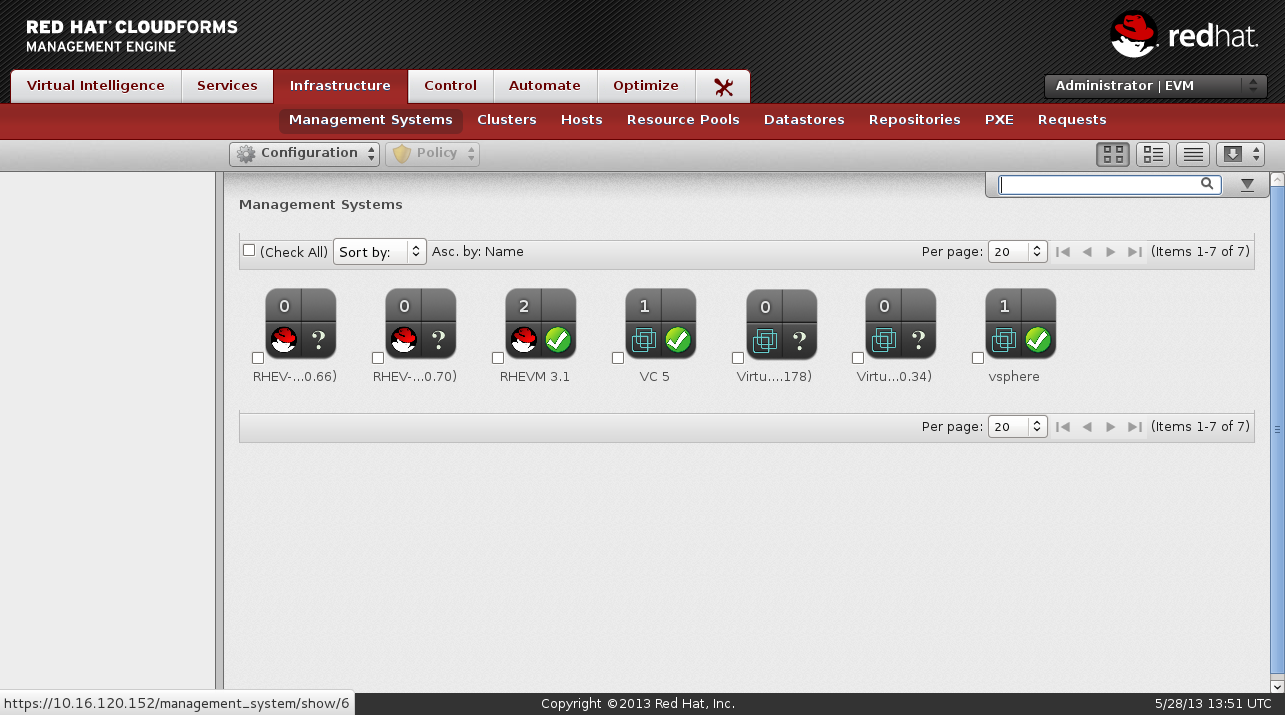 RED HAT CLOUDFORMS
MANAGEMENT ENGINE
redhat.
Virtual Intelligence Services Infrastructure Control Automate Optimize
Administrator | EVM
Management Systems Clusters Hosts Resource Pools Datastores Repositories PXE Requests
Configuration Policy
Management Systems
(Check All) Sort by: Asc. by: Name Per page: 20 (Items 1-7 of 7)
0 0 2 1 0 0 1
? ? ? ?
RHEV-...0.66) RHEV-...0.70) RHEVM 3.1 VC 5 Virtu....178) Virtu...0.34) vsphere
Per page: 20 (Items 1-7 of 7)
https://10.16.120.152/management_system/show/6 Copyright ©2013 Red Hat, Inc. 5/28/13 13:51 UTC